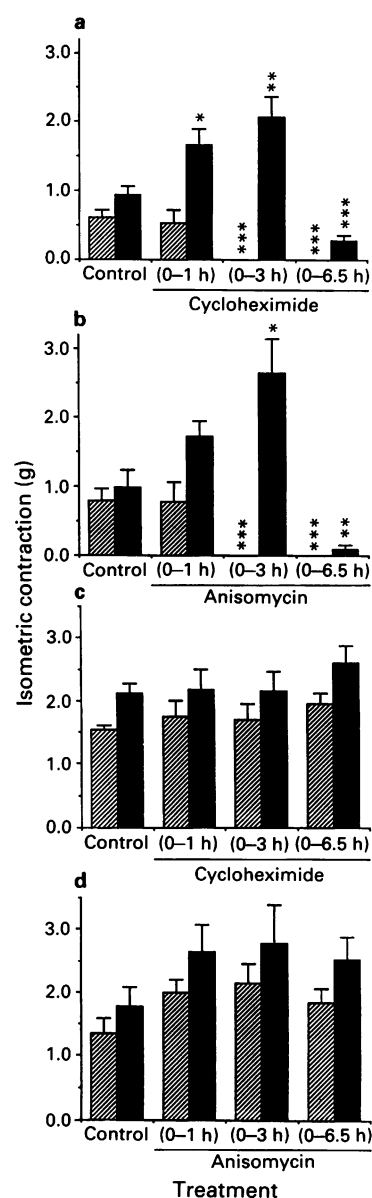 a
3.0
2.0
1.0
0.0
*
**
***
***
***
Control (0–1 h) (0–3 h) (0–6.5 h)
Cycloheximide
b
3.0
2.0
1.0
0.0
*
***
***
**
Control (0–1 h) (0–3 h) (0–6.5 h)
Anisomycin
Isometric contraction (g)
c
3.0
2.0
1.0
0.0
Control (0–1 h) (0–3 h) (0–6.5 h)
Cycloheximide
d
3.0
2.0
1.0
0.0
Control (0–1 h) (0–3 h) (0–6.5 h)
Anisomycin
Treatment